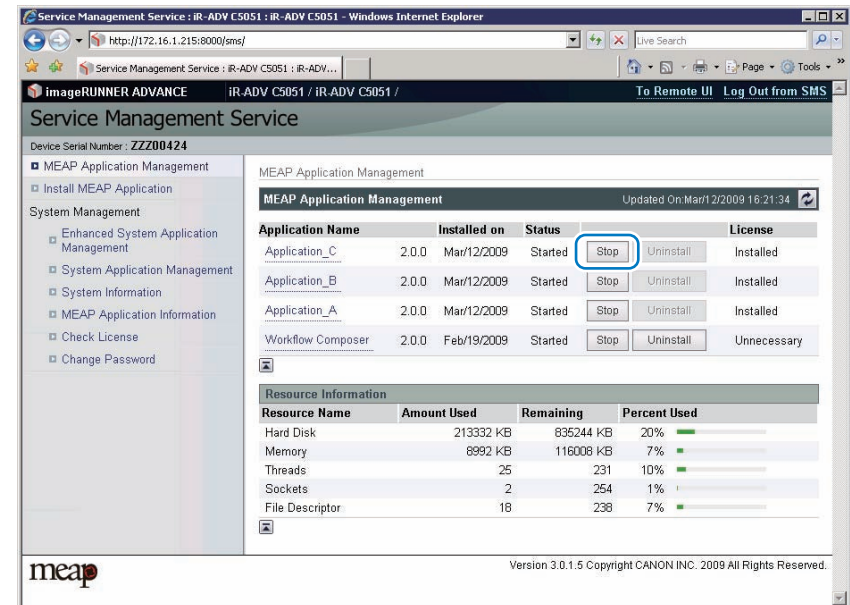 Service Management Service : iR-ADV C5051 : iR-ADV C5051 - Windows Internet Explorer
http://172.16.1.215:8000/sms/
Live Search
Service Management Service : iR-ADV C5051 : iR-ADV...
Page Tools
imageRUNNER ADVANCE iR-ADV C5051 / iR-ADV C5051 / To Remote UI Log Out from SMS
Service Management Service
Device Serial Number : ZZZ00424
MEAP Application Management
Install MEAP Application
System Management
Enhanced System Application
Management
System Application Management
System Information
MEAP Application Information
Check License
Change Password
MEAP Application Management
MEAP Application Management Updated On:Mar/12/2009 16:21:34
Application Name Installed on Status License
Application_C 2.0.0 Mar/12/2009 Started Stop Uninstall Installed
Application_B 2.0.0 Mar/12/2009 Started Stop Uninstall Installed
Application_A 2.0.0 Mar/12/2009 Started Stop Uninstall Installed
Workflow Composer 2.0.0 Feb/19/2009 Started Stop Uninstall Unnecessary
Resource Information
Resource Name Amount Used Remaining Percent Used
Hard Disk 213332 KB 835244 KB 20%
Memory 8992 KB 116008 KB 7%
Threads 25 231 10%
Sockets 2 254 1%
File Descriptor 18 238 7%
meap
Version 3.0.1.5 Copyright CANON INC. 2009 All Rights Reserved.